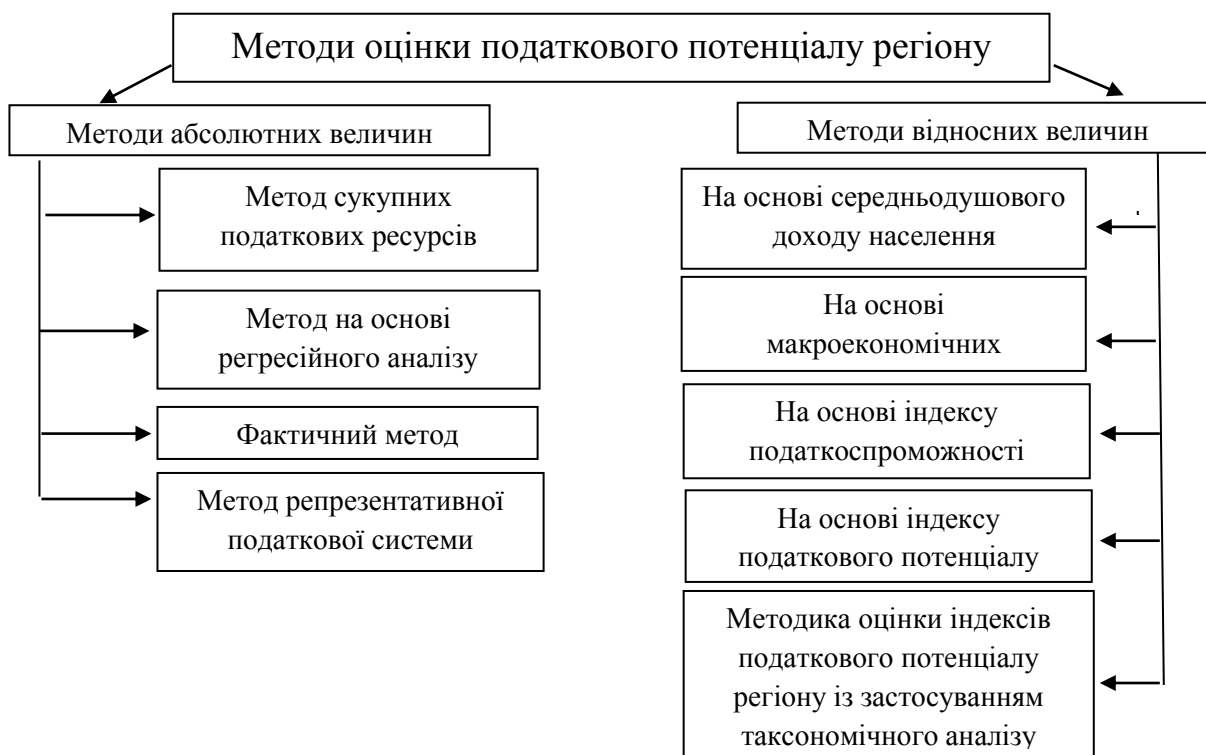 Методи оцінки податкового потенціалу регіону
Методи абсолютних величин
Метод сукупних
податкових ресурсів
Метод на основі
регресійного аналізу
Фактичний метод
Метод репрезентативної
податкової системи
Методи відносних величин
На основі середньодушового
доходу населення
На основі
макроекономічних
На основі індексу
податкоспроможності
На основі індексу
податкового потенціалу
Методика оцінки індексів
податкового потенціалу
регіону із застосуванням
таксономічного аналізу